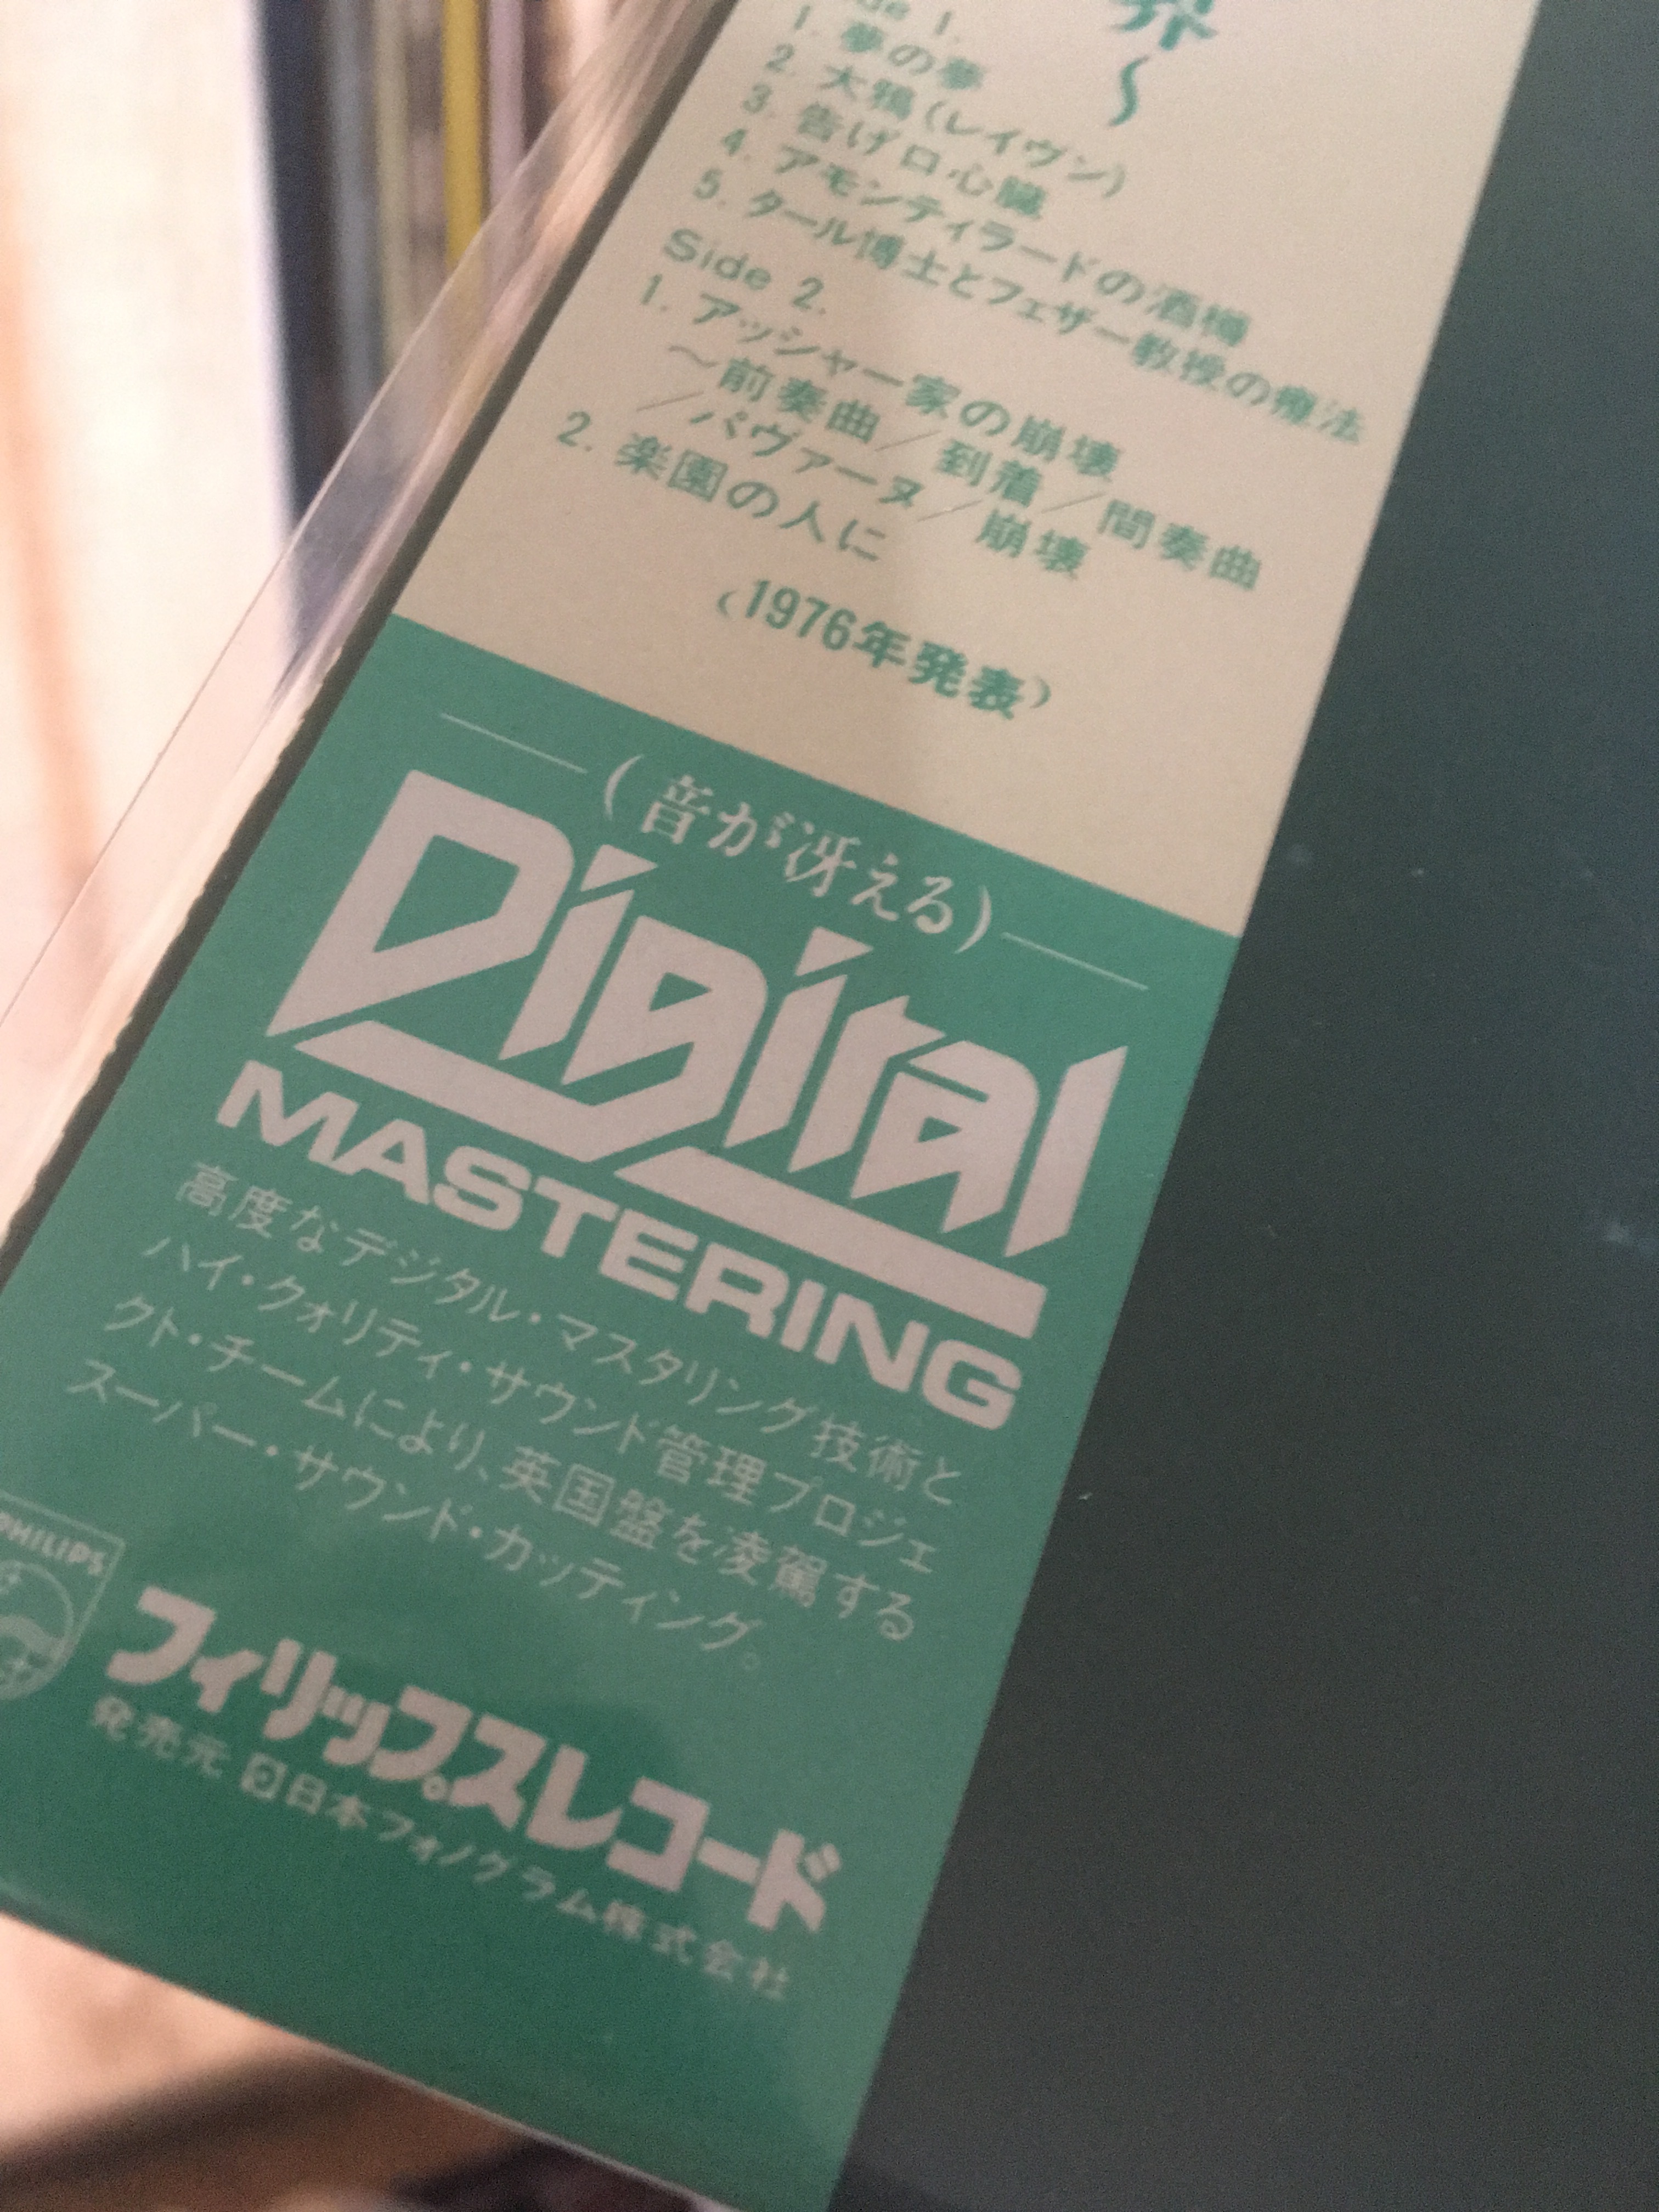 界〜
Side 1.
1. 夢の夢
2. 大鴉(レイヴン)
3. 告げ口心臓
4. アモンティラードの酒樽
5. タール博士とフェザー教授の療法
Side 2.
1. アッシャー家の崩壊
〜前奏曲／到着／間奏曲
／パヴァーヌ／崩壊
2. 楽園の人に
(1976年発表)
(音が冴える)
Digital
MASTERING
高度なデジタル・マスタリング技術と
ハイ・クォリティ・サウンド管理プロジェ
クト・チームにより、英国盤を凌駕する
スーパー・サウンド・カッティング。
PHILIPS
フィリップスレコード
発売元 日本フォノグラム株式会社